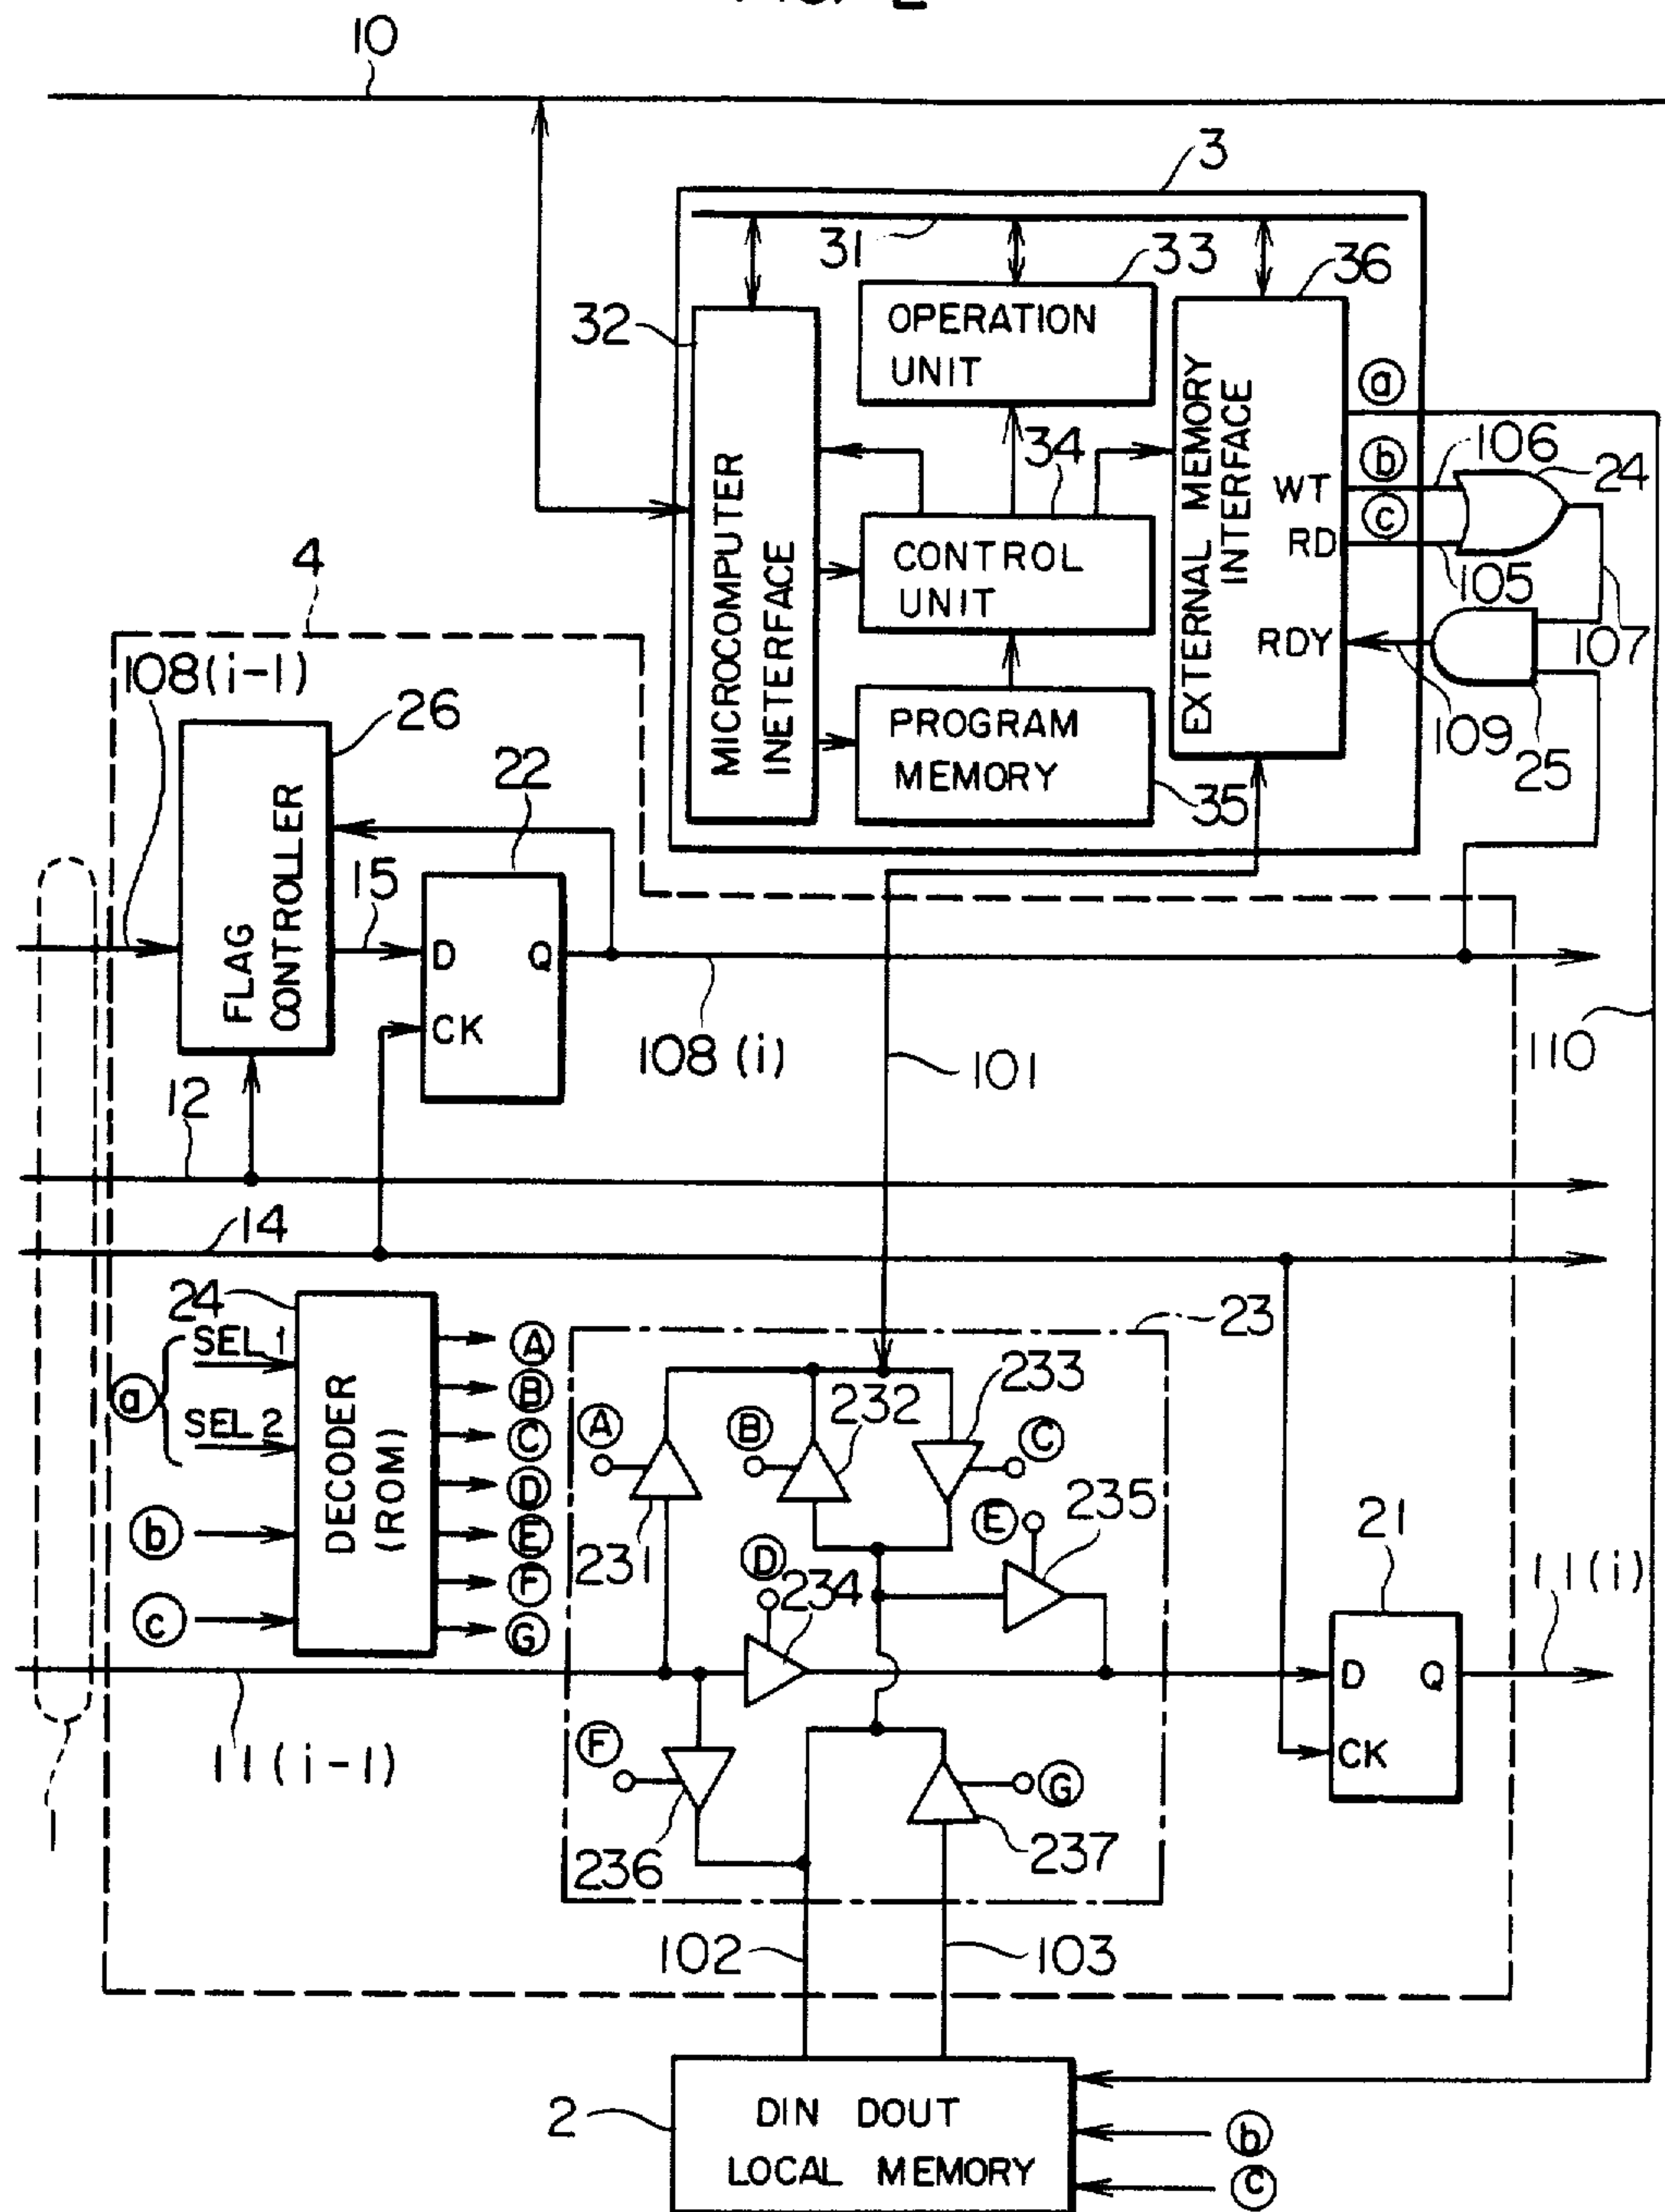 10
3
31
33
36
32
OPERATION
UNIT
MICROCOMPUTER
INETERFACE
EXTERNAL MEMORY
INTERFACE
a
34
b
106
24
WT
c
RD
105
CONTROL
UNIT
107
RDY
109
25
PROGRAM
MEMORY
35
4
108(i-1)
26
22
FLAG
CONTROLLER
15
D
Q
CK
108(i)
101
110
12
14
24
SEL 1
a
SEL 2
b
c
DECODER
(ROM)
A
B
C
D
E
F
G
23
233
232
A
B
C
231
E
235
D
234
21
11(i)
D
Q
CK
11(i-1)
F
236
G
237
1
102
103
2
DIN DOUT
LOCAL MEMORY
b
c